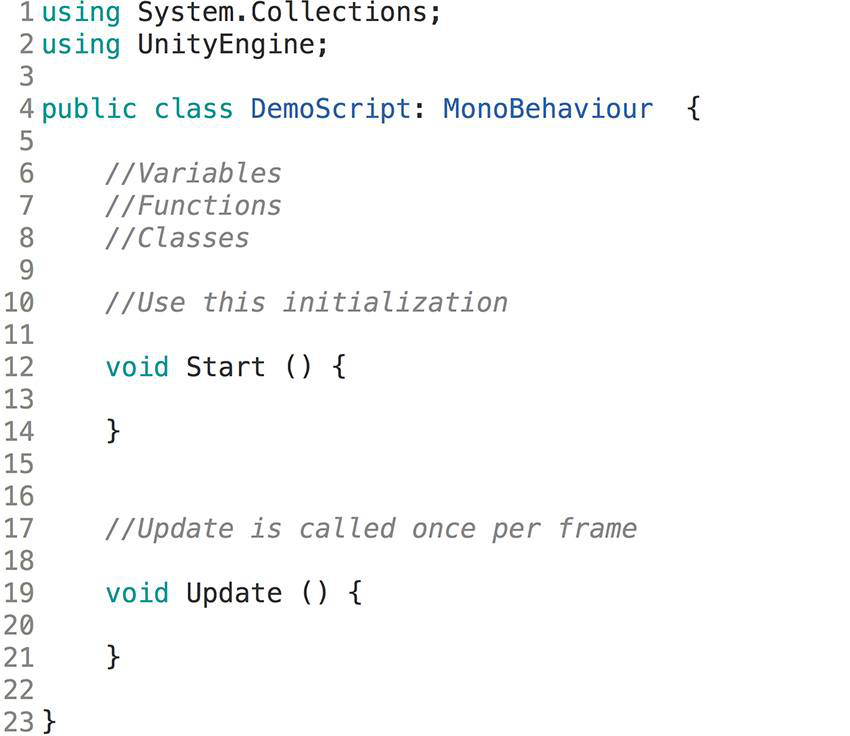 1 using System.Collections;
2 using UnityEngine;
3
4 public class DemoScript: MonoBehaviour  {
5
6     //Variables
7     //Functions
8     //Classes
9
10     //Use this initialization
11
12     void Start () {
13
14     }
15
16
17     //Update is called once per frame
18
19     void Update () {
20
21     }
22
23 }